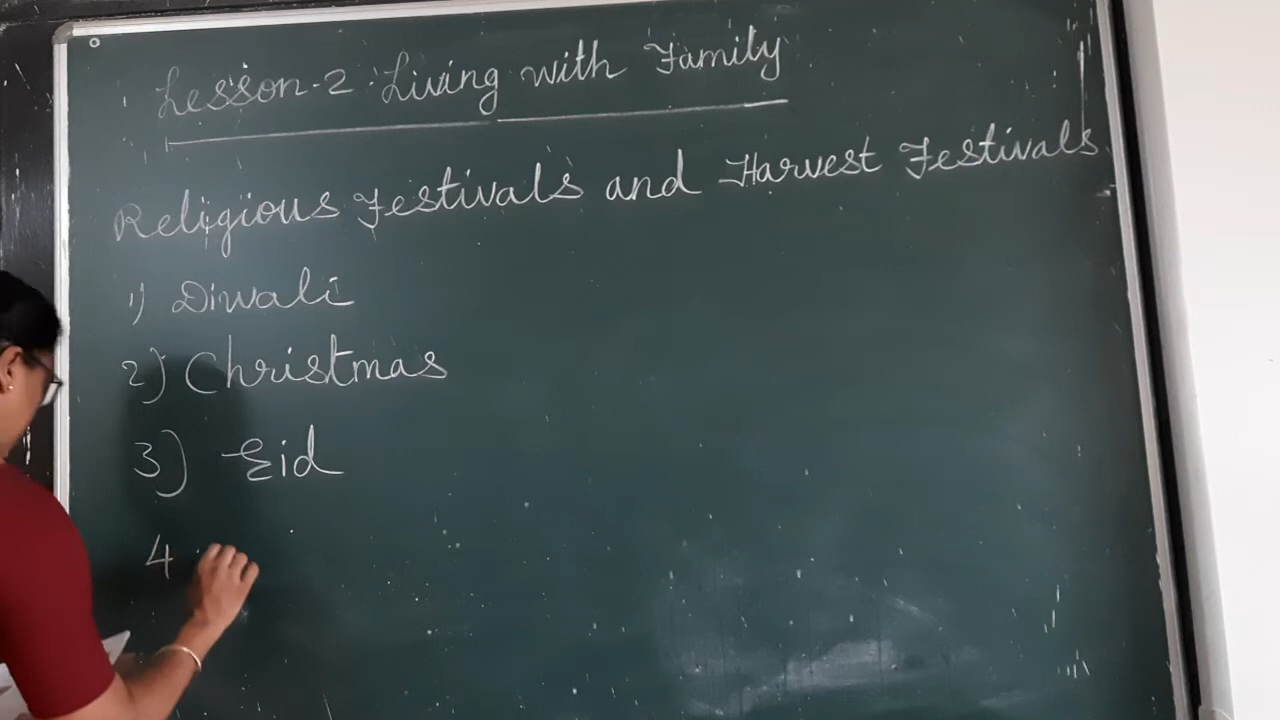 Lesson-2 : Living with Family
Religious Festivals and Harvest Festivals
1) Diwali
2) Christmas
3) Eid
4